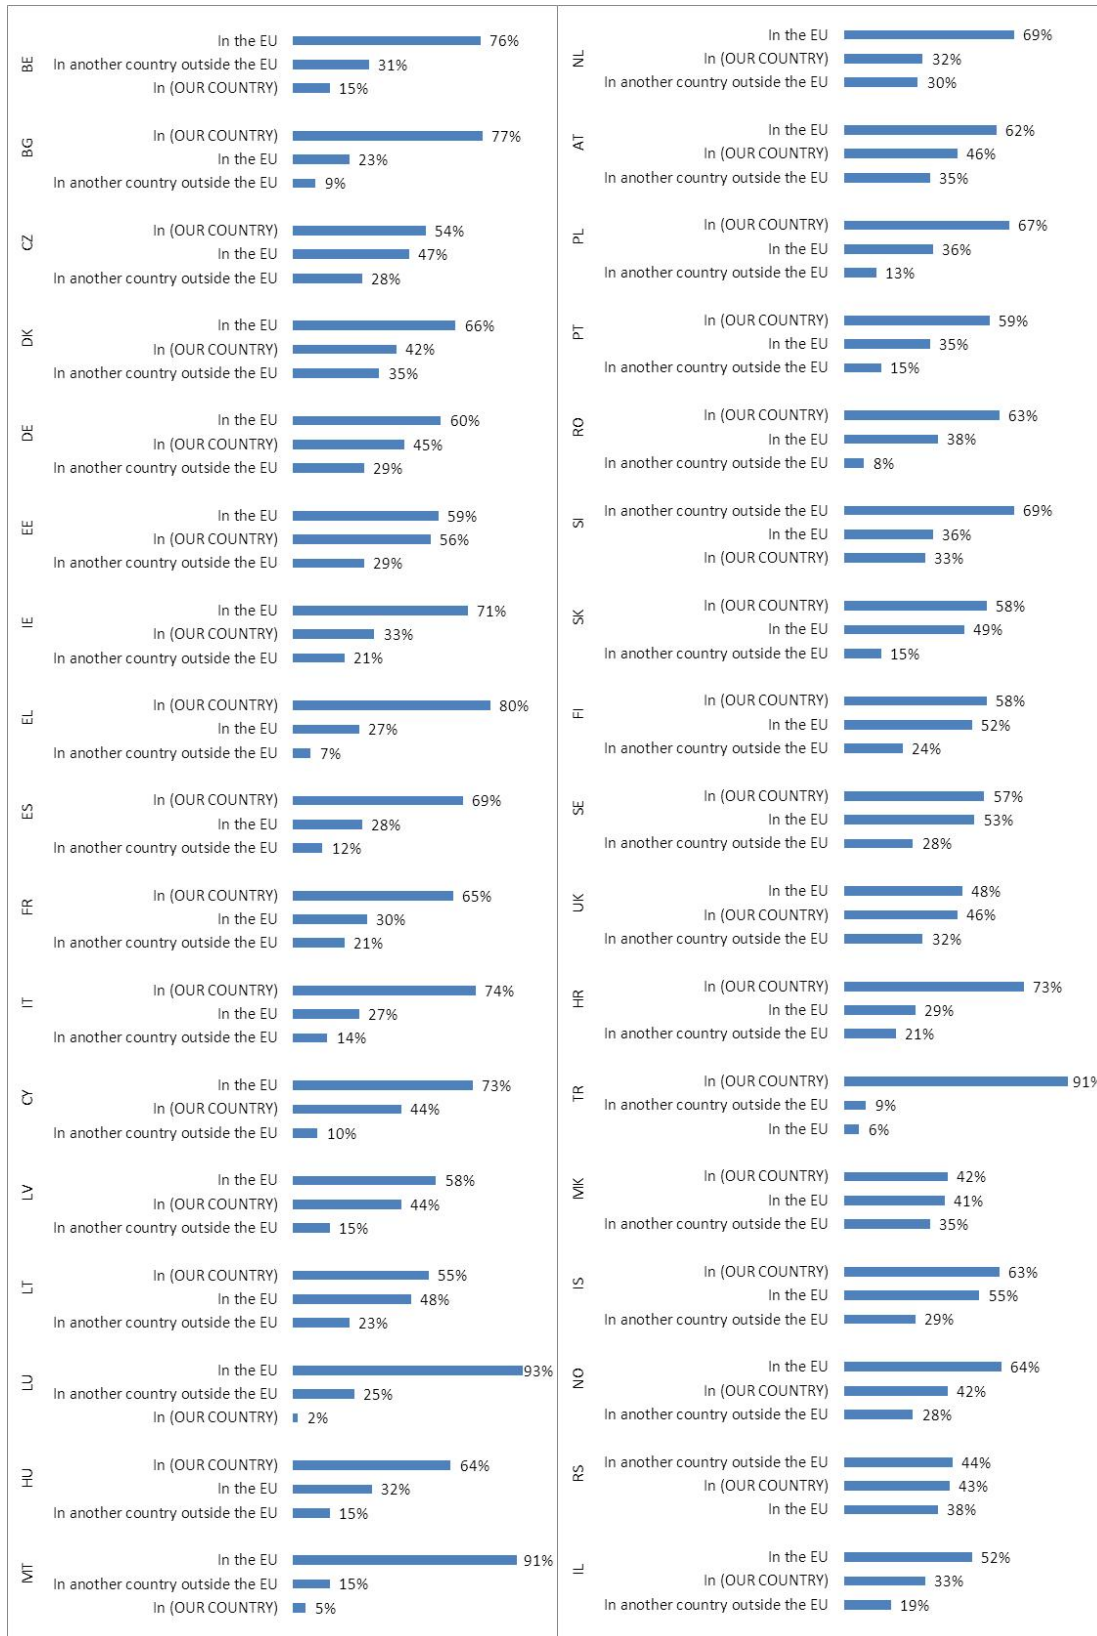 BE
In the EU 76%
In another country outside the EU 31%
In (OUR COUNTRY) 15%
BG
In (OUR COUNTRY) 77%
In the EU 23%
In another country outside the EU 9%
CZ
In (OUR COUNTRY) 54%
In the EU 47%
In another country outside the EU 28%
DK
In the EU 66%
In (OUR COUNTRY) 42%
In another country outside the EU 35%
DE
In the EU 60%
In (OUR COUNTRY) 45%
In another country outside the EU 29%
EE
In the EU 59%
In (OUR COUNTRY) 56%
In another country outside the EU 29%
IE
In the EU 71%
In (OUR COUNTRY) 33%
In another country outside the EU 21%
EL
In (OUR COUNTRY) 80%
In the EU 27%
In another country outside the EU 7%
ES
In (OUR COUNTRY) 69%
In the EU 28%
In another country outside the EU 12%
FR
In (OUR COUNTRY) 65%
In the EU 30%
In another country outside the EU 21%
IT
In (OUR COUNTRY) 74%
In the EU 27%
In another country outside the EU 14%
CY
In the EU 73%
In (OUR COUNTRY) 44%
In another country outside the EU 10%
LV
In the EU 58%
In (OUR COUNTRY) 44%
In another country outside the EU 15%
LT
In (OUR COUNTRY) 55%
In the EU 48%
In another country outside the EU 23%
LU
In the EU 93%
In another country outside the EU 25%
In (OUR COUNTRY) 2%
HU
In (OUR COUNTRY) 64%
In the EU 32%
In another country outside the EU 15%
MT
In the EU 91%
In another country outside the EU 15%
In (OUR COUNTRY) 5%
NL
In the EU 69%
In (OUR COUNTRY) 32%
In another country outside the EU 30%
AT
In the EU 62%
In (OUR COUNTRY) 46%
In another country outside the EU 35%
PL
In (OUR COUNTRY) 67%
In the EU 36%
In another country outside the EU 13%
PT
In (OUR COUNTRY) 59%
In the EU 35%
In another country outside the EU 15%
RO
In (OUR COUNTRY) 63%
In the EU 38%
In another country outside the EU 8%
SI
In another country outside the EU 69%
In the EU 36%
In (OUR COUNTRY) 33%
SK
In (OUR COUNTRY) 58%
In the EU 49%
In another country outside the EU 15%
FI
In (OUR COUNTRY) 58%
In the EU 52%
In another country outside the EU 24%
SE
In (OUR COUNTRY) 57%
In the EU 53%
In another country outside the EU 28%
UK
In the EU 48%
In (OUR COUNTRY) 46%
In another country outside the EU 32%
HR
In (OUR COUNTRY) 73%
In the EU 29%
In another country outside the EU 21%
TR
In (OUR COUNTRY) 91%
In another country outside the EU 9%
In the EU 6%
MK
In (OUR COUNTRY) 42%
In the EU 41%
In another country outside the EU 35%
IS
In (OUR COUNTRY) 63%
In the EU 55%
In another country outside the EU 29%
NO
In the EU 64%
In (OUR COUNTRY) 42%
In another country outside the EU 28%
RS
In another country outside the EU 44%
In (OUR COUNTRY) 43%
In the EU 38%
IL
In the EU 52%
In (OUR COUNTRY) 33%
In another country outside the EU 19%